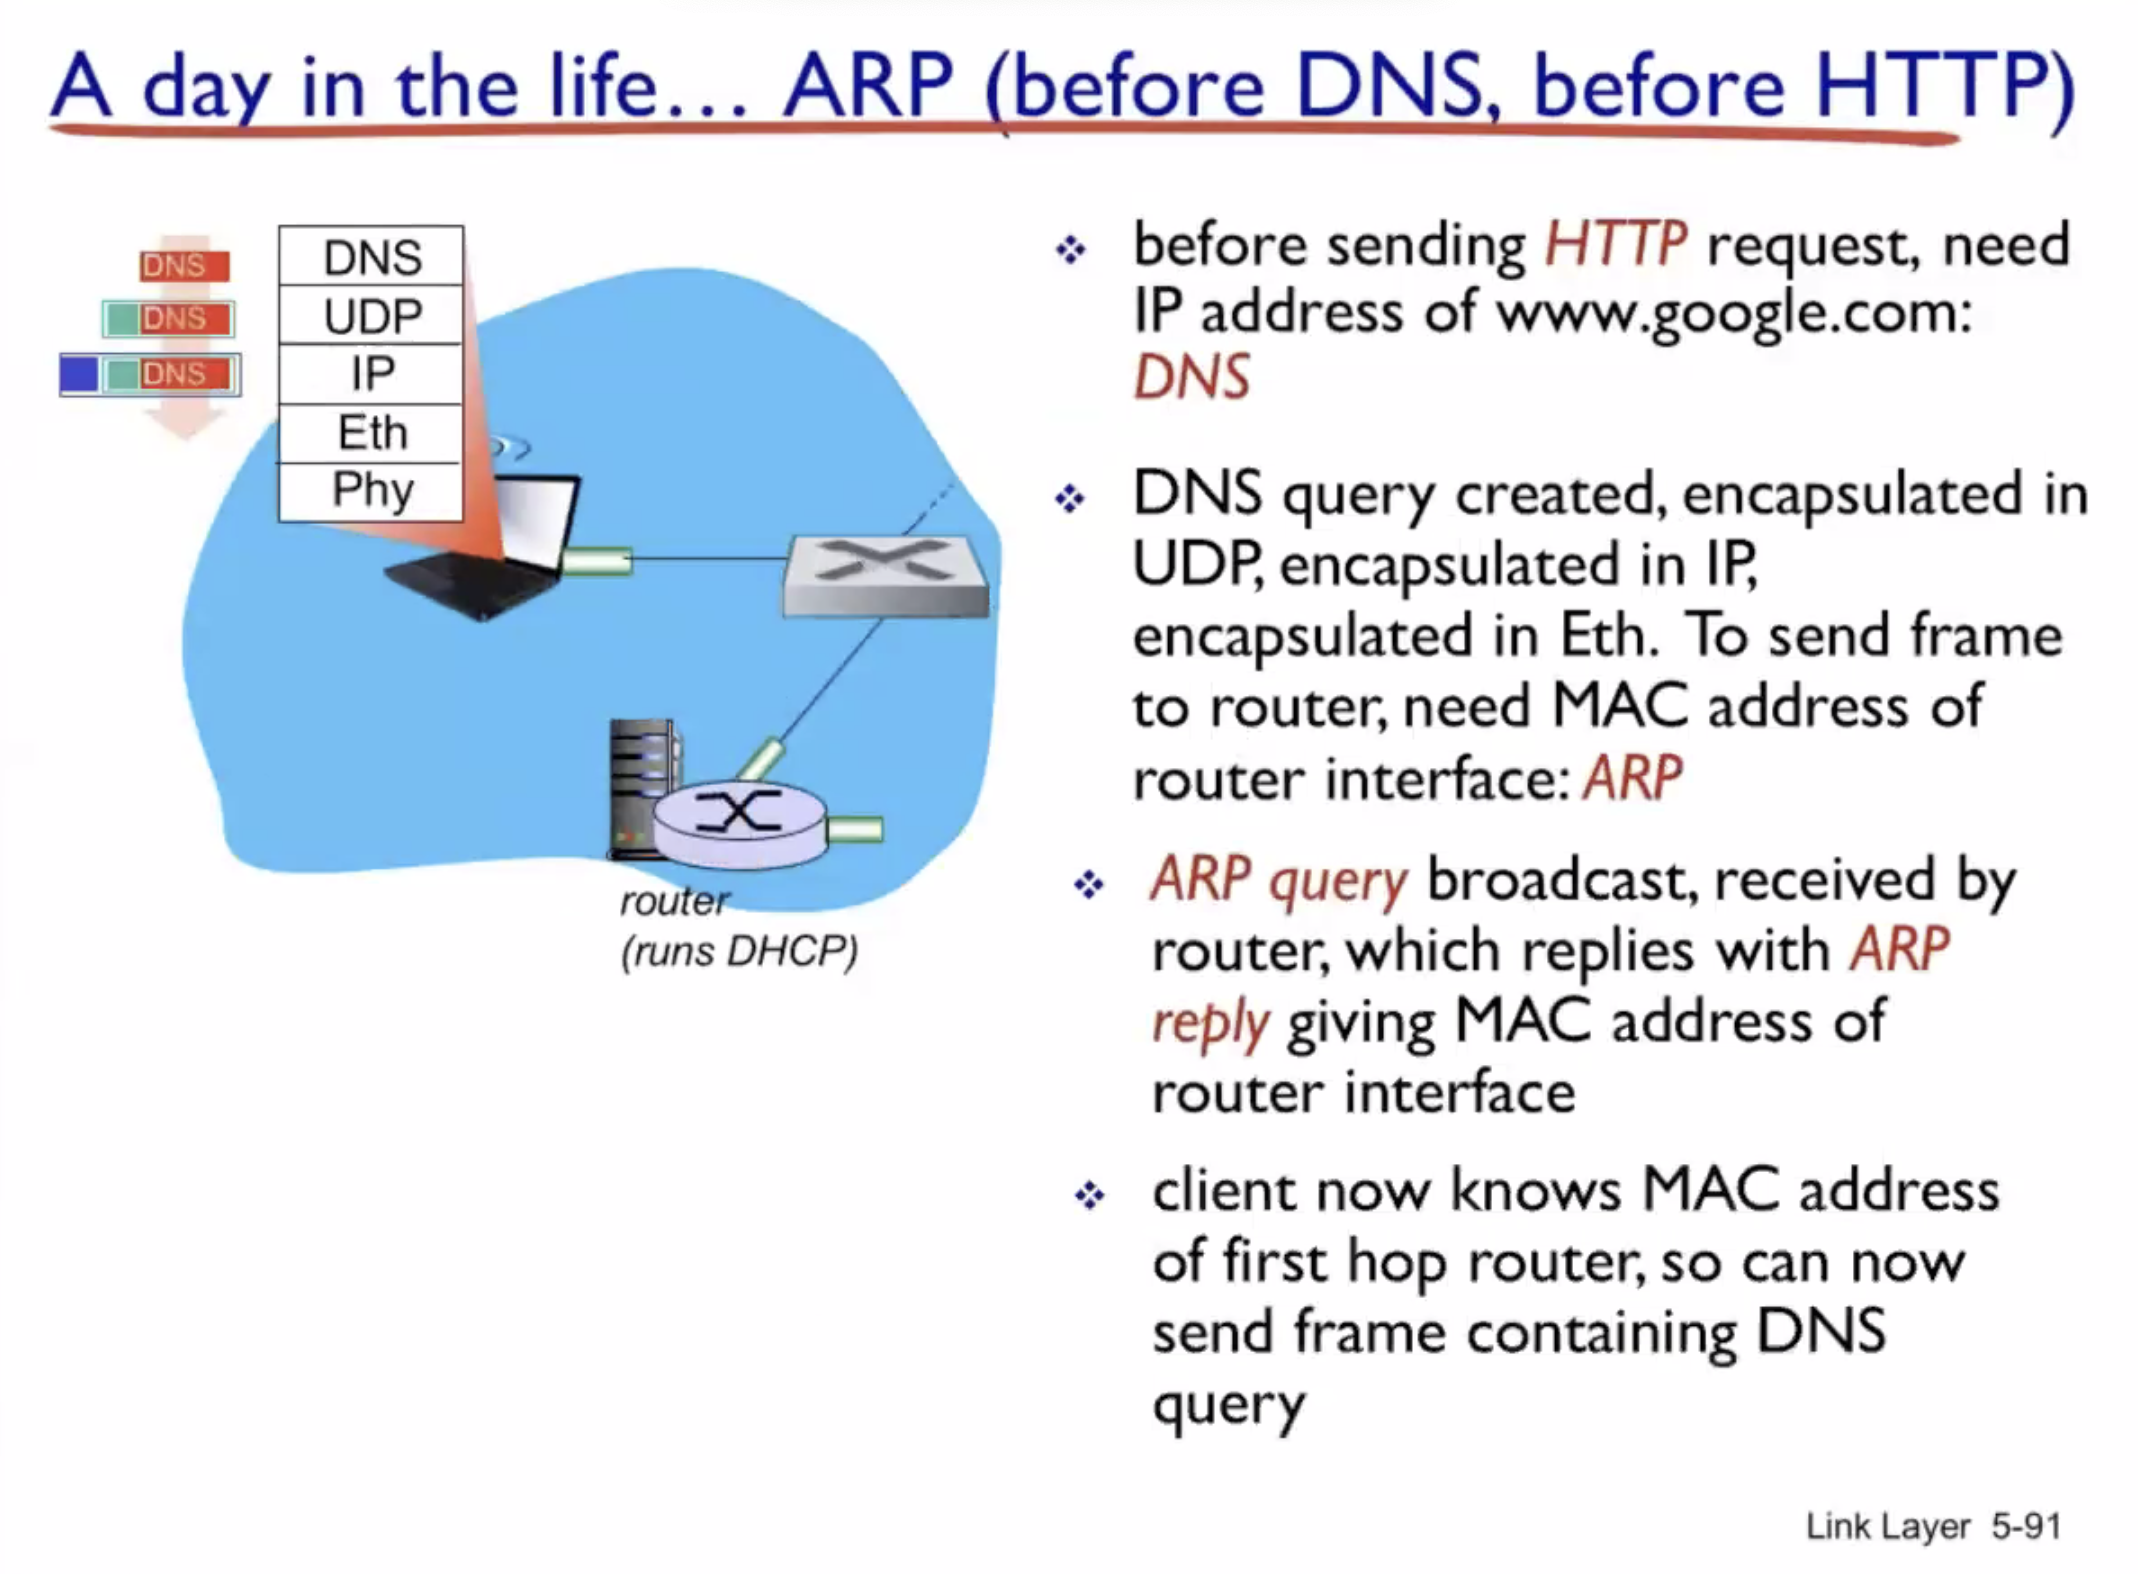 A day in the life… ARP (before DNS, before HTTP)
DNS
DNS
DNS
DNS
UDP
IP
Eth
Phy
router
(runs DHCP)
before sending HTTP request, need
IP address of www.google.com:
DNS
DNS query created, encapsulated in
UDP, encapsulated in IP,
encapsulated in Eth. To send frame
to router, need MAC address of
router interface: ARP
ARP query broadcast, received by
router, which replies with ARP
reply giving MAC address of
router interface
client now knows MAC address
of first hop router, so can now
send frame containing DNS
query
Link Layer 5-91